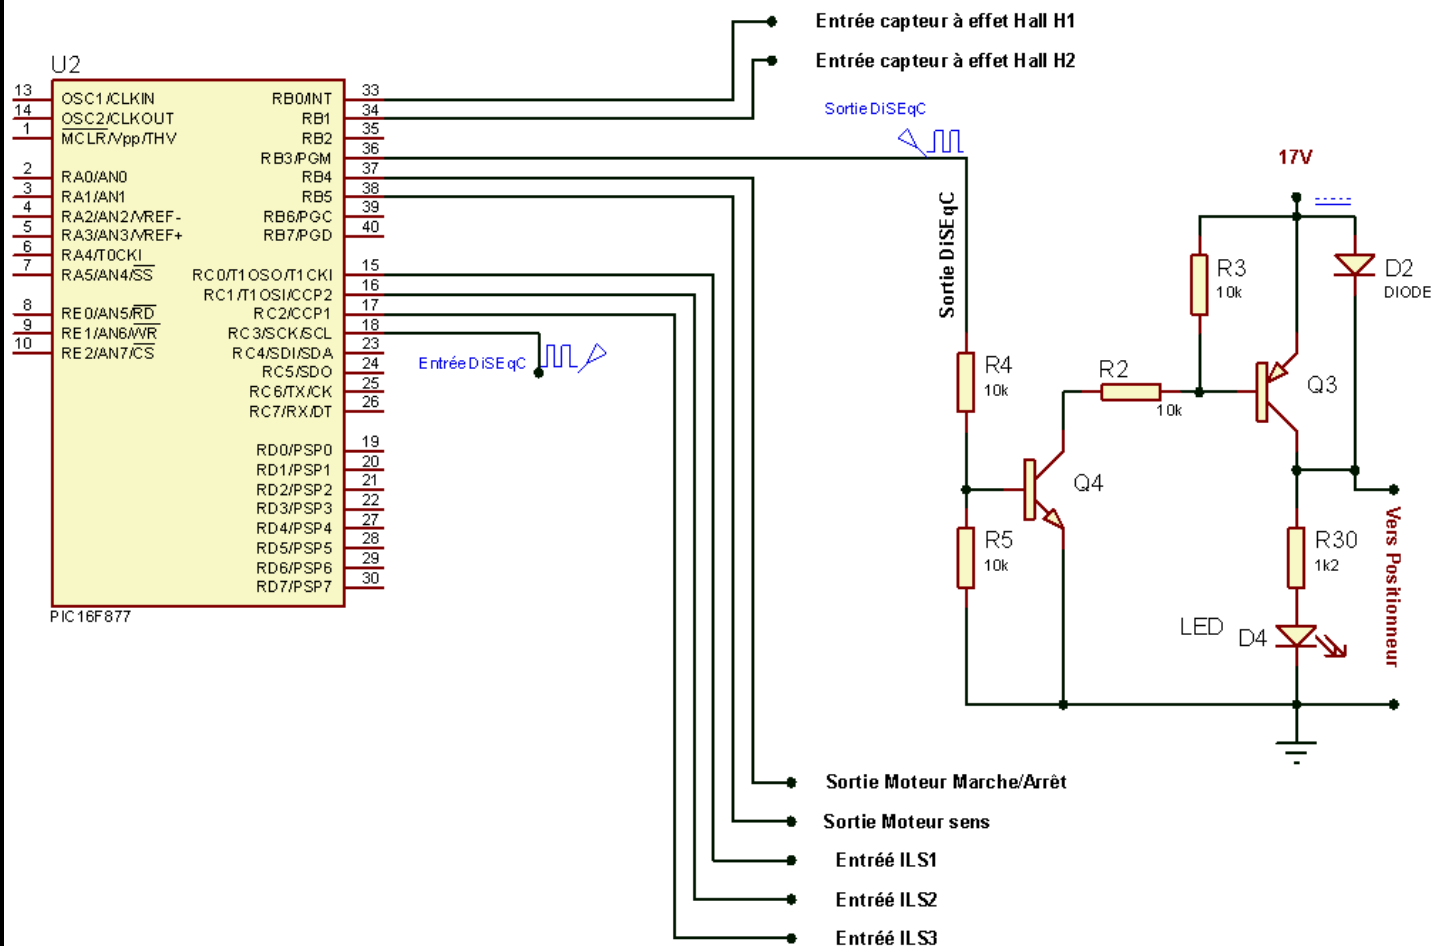 Entrée capteur à effet Hall H1
Entrée capteur à effet Hall H2
U2
13 OSC1/CLKIN
14 OSC2/CLKOUT
1 MCLR/Vpp/THV
2 RA0/AN0
3 RA1/AN1
4 RA2/AN2/VREF-
5 RA3/AN3/VREF+
6 RA4/T0CKI
7 RA5/AN4/SS
8 RE0/AN5/RD
9 RE1/AN6/WR
10 RE2/AN7/CS
RB0/INT 33
RB1 34
RB2 35
RB3/PGM 36
RB4 37
RB5 38
RB6/PGC 39
RB7/PGD 40
RC0/T1OSO/T1CKI 15
RC1/T1OSI/CCP2 16
RC2/CCP1 17
RC3/SCK/SCL 18
RC4/SDI/SDA 23
RC5/SDO 24
RC6/TX/CK 25
RC7/RX/DT 26
RD0/PSP0 19
RD1/PSP1 20
RD2/PSP2 21
RD3/PSP3 22
RD4/PSP4 27
RD5/PSP5 28
RD6/PSP6 29
RD7/PSP7 30
PIC16F877
Entrée DiSEqC
Sortie DiSEqC
Sortie DiSEqC
17V
R3
10k
D2
DIODE
R4
10k
R2
10k
Q3
Q4
R5
10k
R30
1k2
LED D4
Vers Positionneur
Sortie Moteur Marche/Arrêt
Sortie Moteur sens
Entréé ILS1
Entréé ILS2
Entréé ILS3